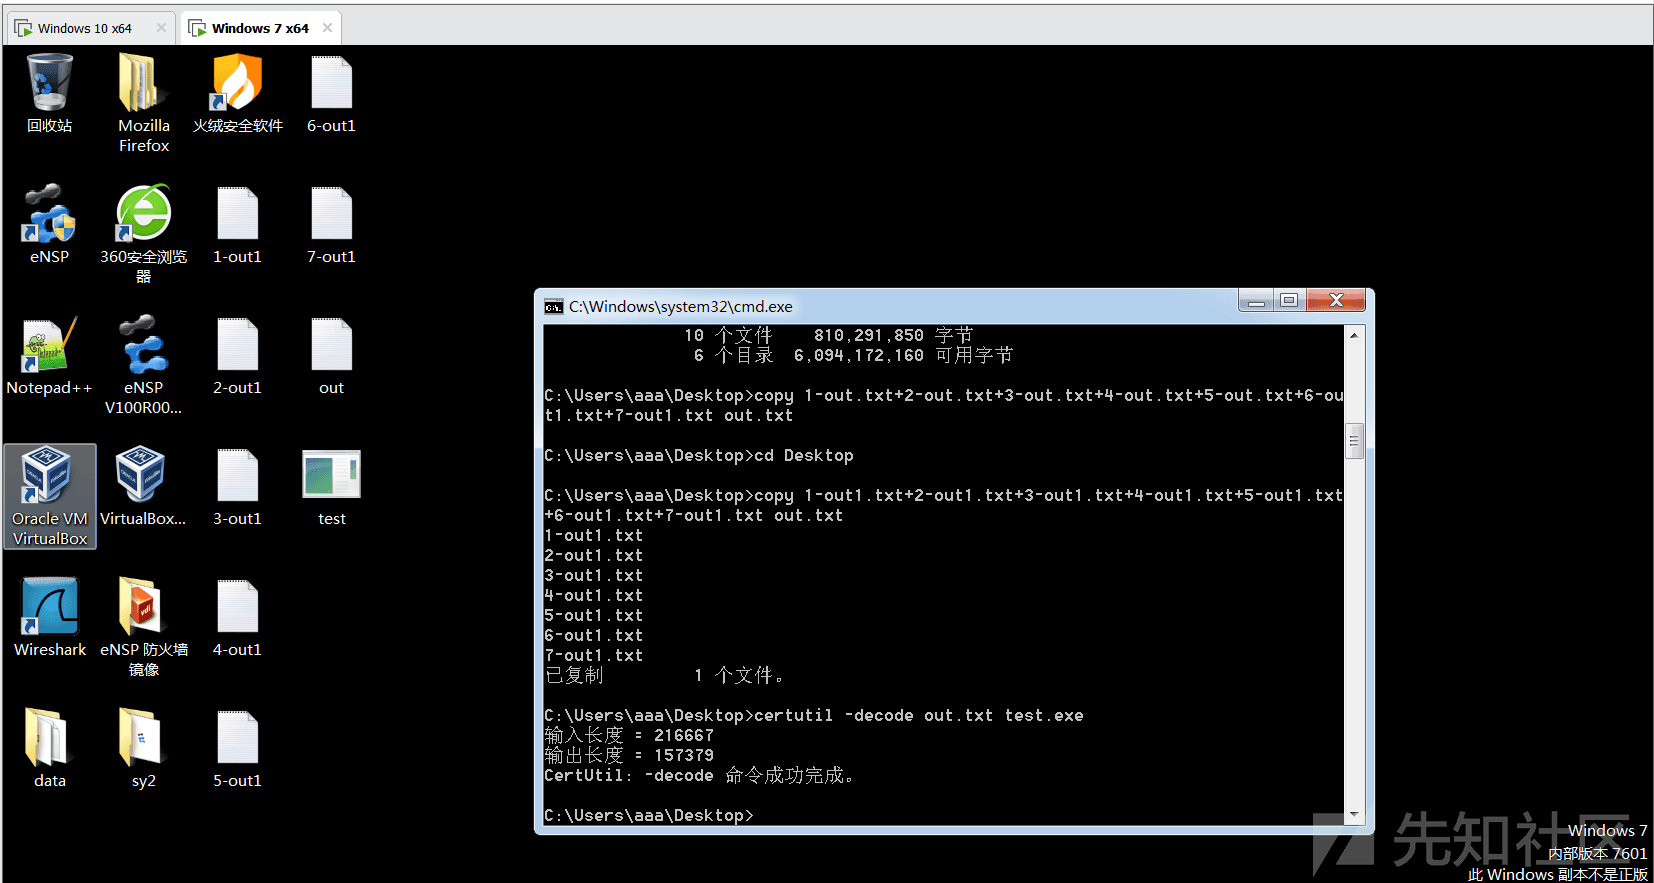 Windows 10 x64
Windows 7 x64
回收站
Mozilla
Firefox
火绒安全软件
6-out1
eNSP
360安全浏览
器
1-out1
7-out1
Notepad++
eNSP
V100R00...
2-out1
out
Oracle VM
VirtualBox
VirtualBox...
3-out1
test
Wireshark
eNSP 防火墙
镜像
4-out1
data
sy2
5-out1
C:\Windows\system32\cmd.exe
10 个文件    810,291,850 字节
6 个目录  6,094,172,160 可用字节
C:\Users\aaa\Desktop>copy 1-out.txt+2-out.txt+3-out.txt+4-out.txt+5-out.txt+6-ou
t1.txt+7-out1.txt out.txt
C:\Users\aaa\Desktop>cd Desktop
C:\Users\aaa\Desktop>copy 1-out1.txt+2-out1.txt+3-out1.txt+4-out1.txt+5-out1.txt
+6-out1.txt+7-out1.txt out.txt
1-out1.txt
2-out1.txt
3-out1.txt
4-out1.txt
5-out1.txt
6-out1.txt
7-out1.txt
已复制         1 个文件。
C:\Users\aaa\Desktop>certutil -decode out.txt test.exe
输入长度 = 216667
输出长度 = 157379
CertUtil: -decode 命令成功完成。
C:\Users\aaa\Desktop>
先知社区
Windows 7
内部版本 7601
此 Windows 副本不是正版